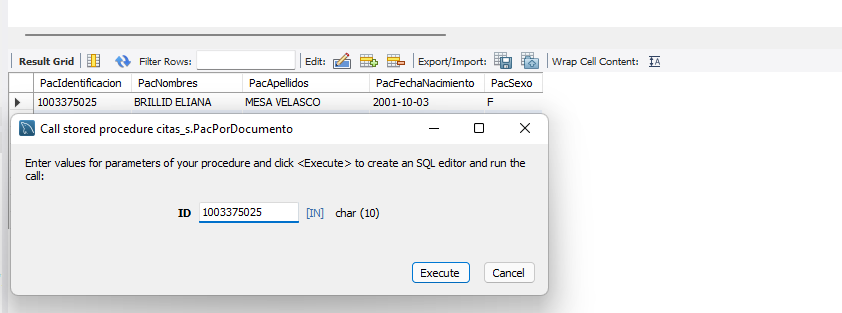 Result Grid Filter Rows: Edit: Export/Import: Wrap Cell Content: IA
PacIdentificacion PacNombres PacApellidos PacFechaNacimiento PacSexo
1003375025 BRILLID ELIANA MESA VELASCO 2001-10-03 F
Call stored procedure citas_s.PacPorDocumento
Enter values for parameters of your procedure and click <Execute> to create an SQL editor and run the
call:
ID 1003375025 [IN] char (10)
Execute Cancel